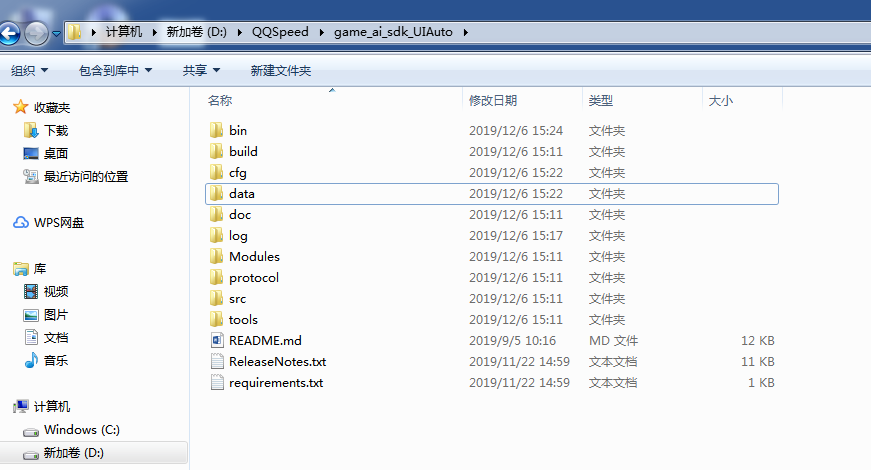 计算机 新加卷 (D:) QQSpeed game_ai_sdk_UIAuto
组织 包含到库中 共享 新建文件夹
收藏夹
下载
桌面
最近访问的位置
WPS网盘
库
视频
图片
文档
音乐
计算机
Windows (C:)
新加卷 (D:)
名称 修改日期 类型 大小
bin 2019/12/6 15:24 文件夹
build 2019/12/6 15:11 文件夹
cfg 2019/12/6 15:22 文件夹
data 2019/12/6 15:22 文件夹
doc 2019/12/6 15:11 文件夹
log 2019/12/6 15:17 文件夹
Modules 2019/12/6 15:11 文件夹
protocol 2019/12/6 15:11 文件夹
src 2019/12/6 15:11 文件夹
tools 2019/12/6 15:11 文件夹
README.md 2019/9/5 10:16 MD 文件 12 KB
ReleaseNotes.txt 2019/11/22 14:59 文本文档 11 KB
requirements.txt 2019/11/22 14:59 文本文档 1 KB